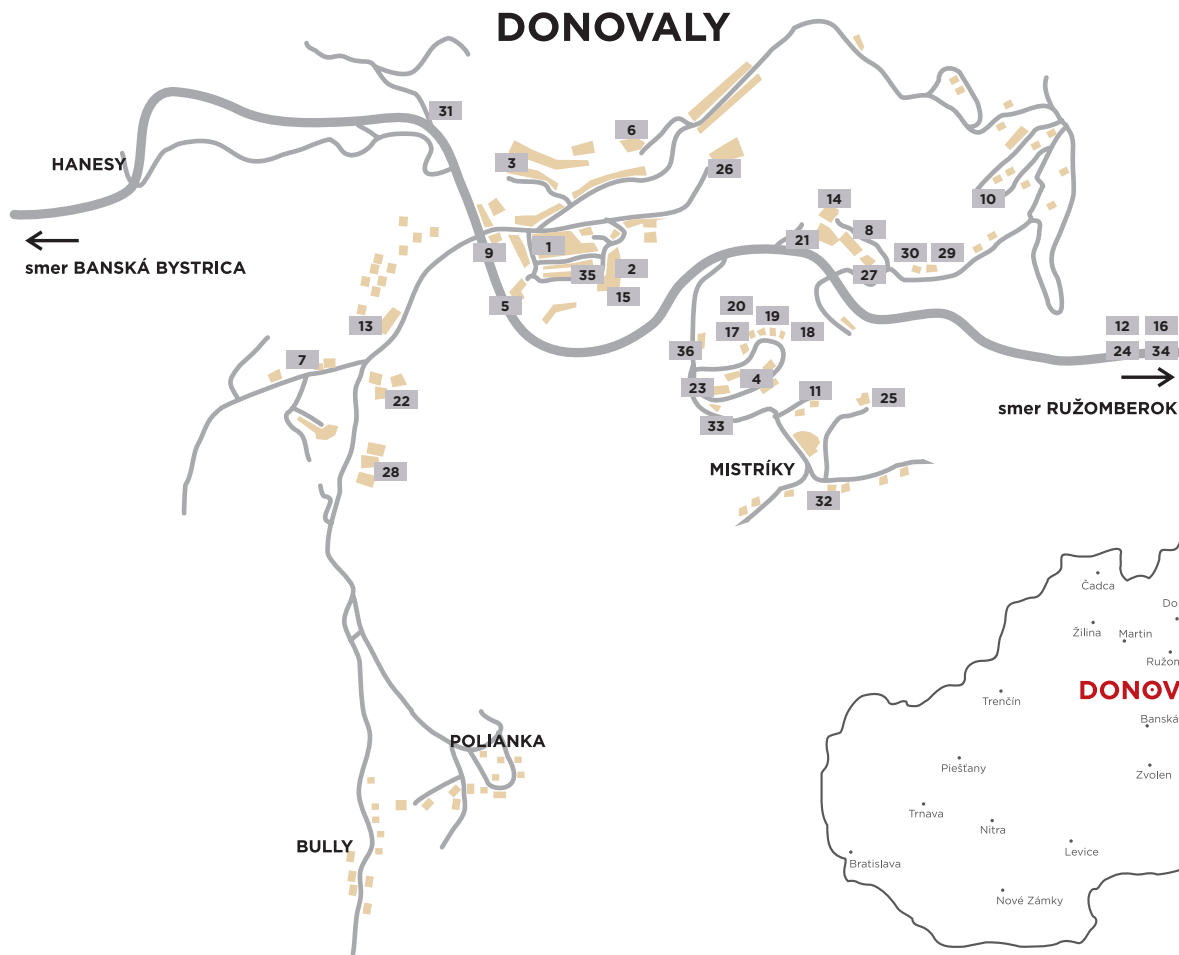 DONOVALY
31
6
HANESY
3
26
10
14
8
9
1
21
30
29
smer BANSKÁ BYSTRICA
35
2
27
5
15
20
19
12
16
13
17
18
36
24
34
7
4
23
11
22
25
smer RUŽOMBEROK
33
MISTRÍKY
28
32
Čadca
Do
Žilina
Martin
Ružom
DONOV
Trenčín
Banská
POLIANKA
Piešťany
Zvolen
Trnava
Nitra
BULLY
Levice
Bratislava
Nové Zámky